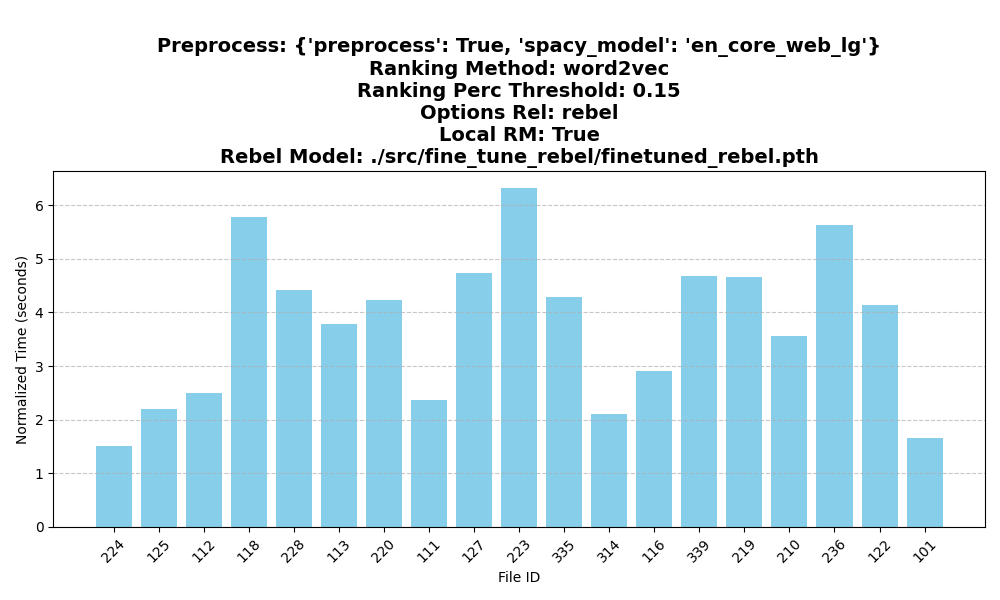 Preprocess: {'preprocess': True, 'spacy_model': 'en_core_web_lg'}
Ranking Method: word2vec
Ranking Perc Threshold: 0.15
Options Rel: rebel
Local RM: True
Rebel Model: ./src/fine_tune_rebel/finetuned_rebel.pth
Normalized Time (seconds)
6
5
4
3
2
1
0
224 125 112 118 228 113 220 111 127 223 335 314 116 339 219 210 236 122 101
File ID